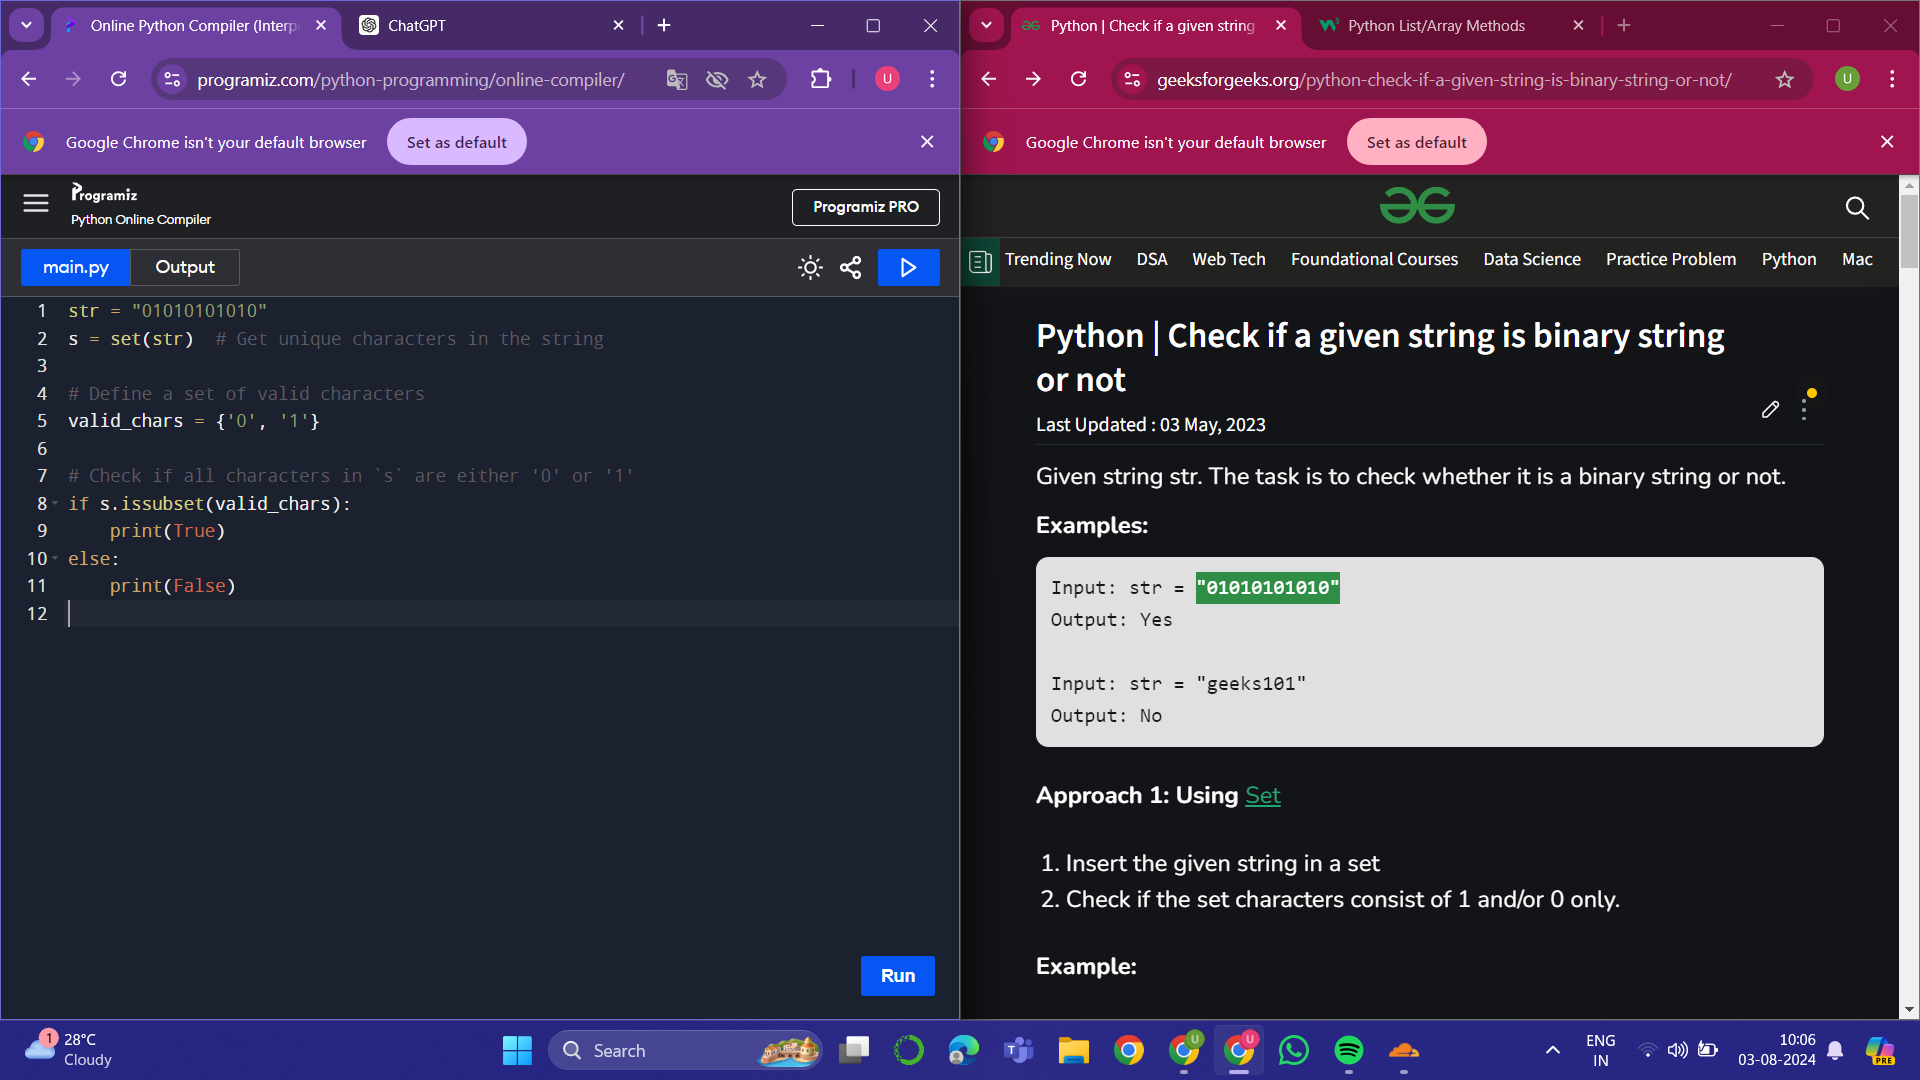 Online Python Compiler (Interp
ChatGPT
programiz.com/python-programming/online-compiler/
U
Google Chrome isn't your default browser
Set as default
Programiz
Python Online Compiler
Programiz PRO
main.py
Output
1 str = "01010101010"
2 s = set(str)  # Get unique characters in the string
3
4 # Define a set of valid characters
5 valid_chars = {'0', '1'}
6
7 # Check if all characters in `s` are either '0' or '1'
8 if s.issubset(valid_chars):
9     print(True)
10 else:
11     print(False)
12
Run
Python | Check if a given string
Python List/Array Methods
geeksforgeeks.org/python-check-if-a-given-string-is-binary-string-or-not/
U
Google Chrome isn't your default browser
Set as default
Trending Now DSA Web Tech Foundational Courses Data Science Practice Problem Python Mac
Python | Check if a given string is binary string
or not
Last Updated : 03 May, 2023
Given string str. The task is to check whether it is a binary string or not.
Examples:
Input: str = "01010101010"
Output: Yes
Input: str = "geeks101"
Output: No
Approach 1: Using Set
1. Insert the given string in a set
2. Check if the set characters consist of 1 and/or 0 only.
Example:
1
28°C
Cloudy
Search
U
U
ENG
IN
10:06
03-08-2024
PRE